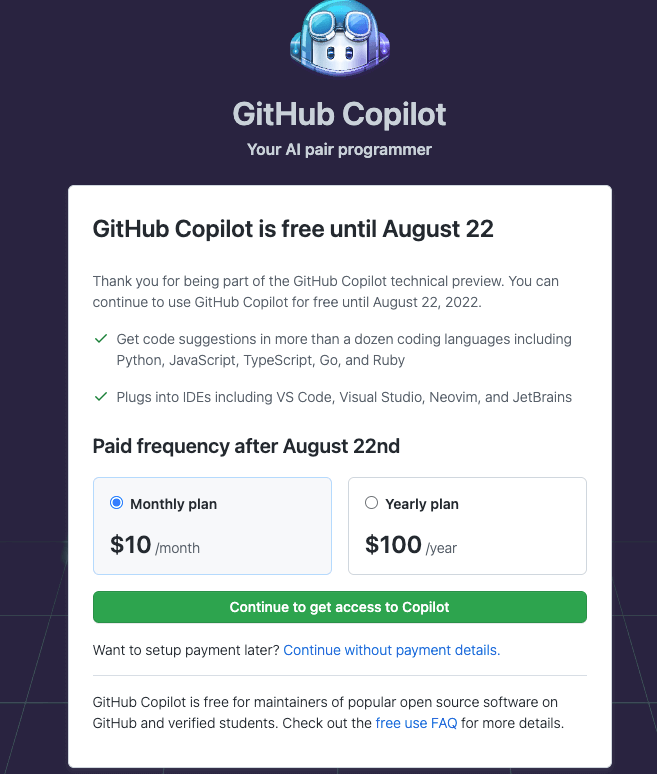 GitHub Copilot
Your AI pair programmer
GitHub Copilot is free until August 22
Thank you for being part of the GitHub Copilot technical preview. You can
continue to use GitHub Copilot for free until August 22, 2022.
Get code suggestions in more than a dozen coding languages including
Python, JavaScript, TypeScript, Go, and Ruby
Plugs into IDEs including VS Code, Visual Studio, Neovim, and JetBrains
Paid frequency after August 22nd
Monthly plan
$10 /month
Yearly plan
$100 /year
Continue to get access to Copilot
Want to setup payment later? Continue without payment details.
GitHub Copilot is free for maintainers of popular open source software on
GitHub and verified students. Check out the free use FAQ for more details.